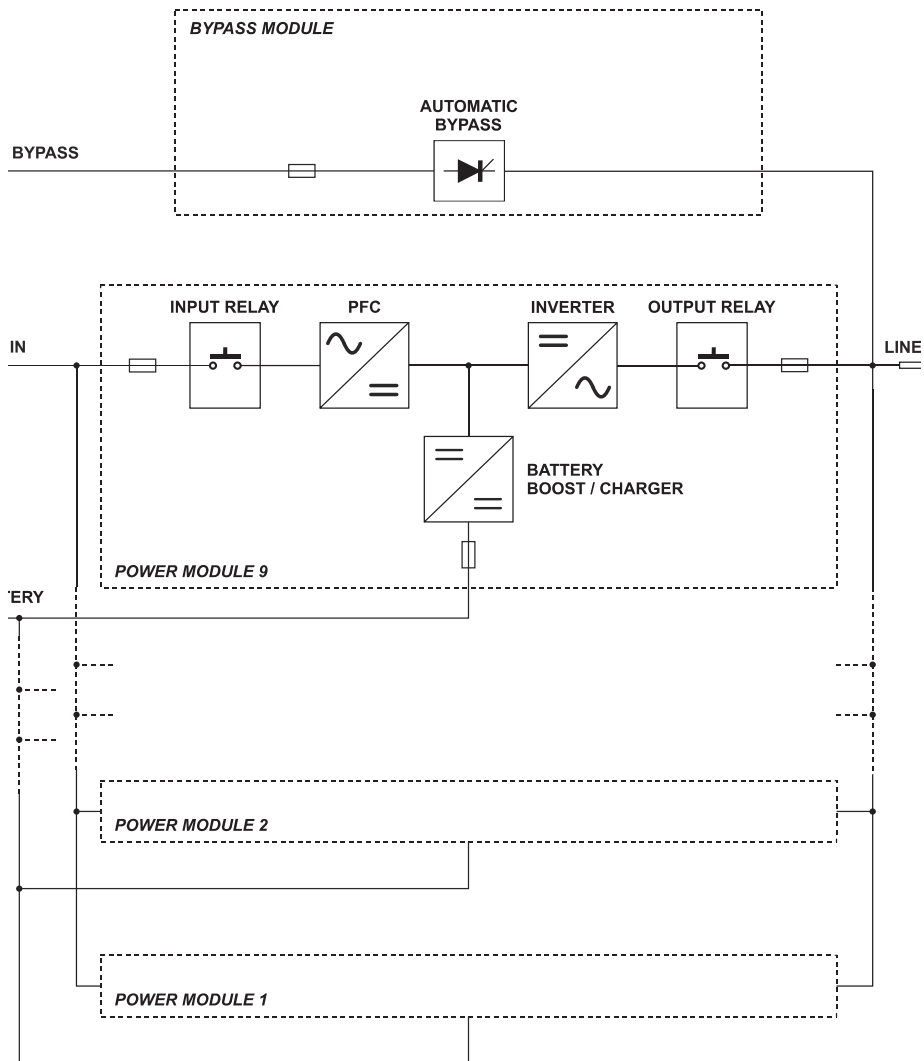 BYPASS MODULE
AUTOMATIC
BYPASS
BYPASS
INPUT RELAY
PFC
INVERTER
OUTPUT RELAY
IN
LINE
BATTERY
BOOST / CHARGER
POWER MODULE 9
TERY
POWER MODULE 2
POWER MODULE 1